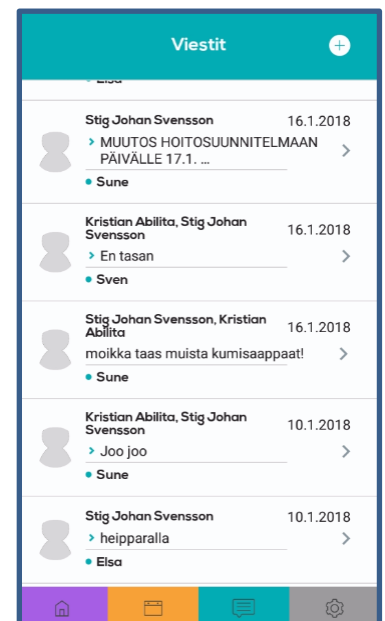 Viestit
• Elsa
Stig Johan Svensson 16.1.2018
> MUUTOS HOITOSUUNNITELMAAN
PÄIVÄLLE 17.1. ...
• Sune
Kristian Abilita, Stig Johan
Svensson 16.1.2018
> En tasan
• Sven
Stig Johan Svensson, Kristian
Abilita 16.1.2018
moikka taas muista kumisaappaat!
• Sune
Kristian Abilita, Stig Johan
Svensson 10.1.2018
> Joo joo
• Sune
Stig Johan Svensson 10.1.2018
> heipparalla
• Elsa